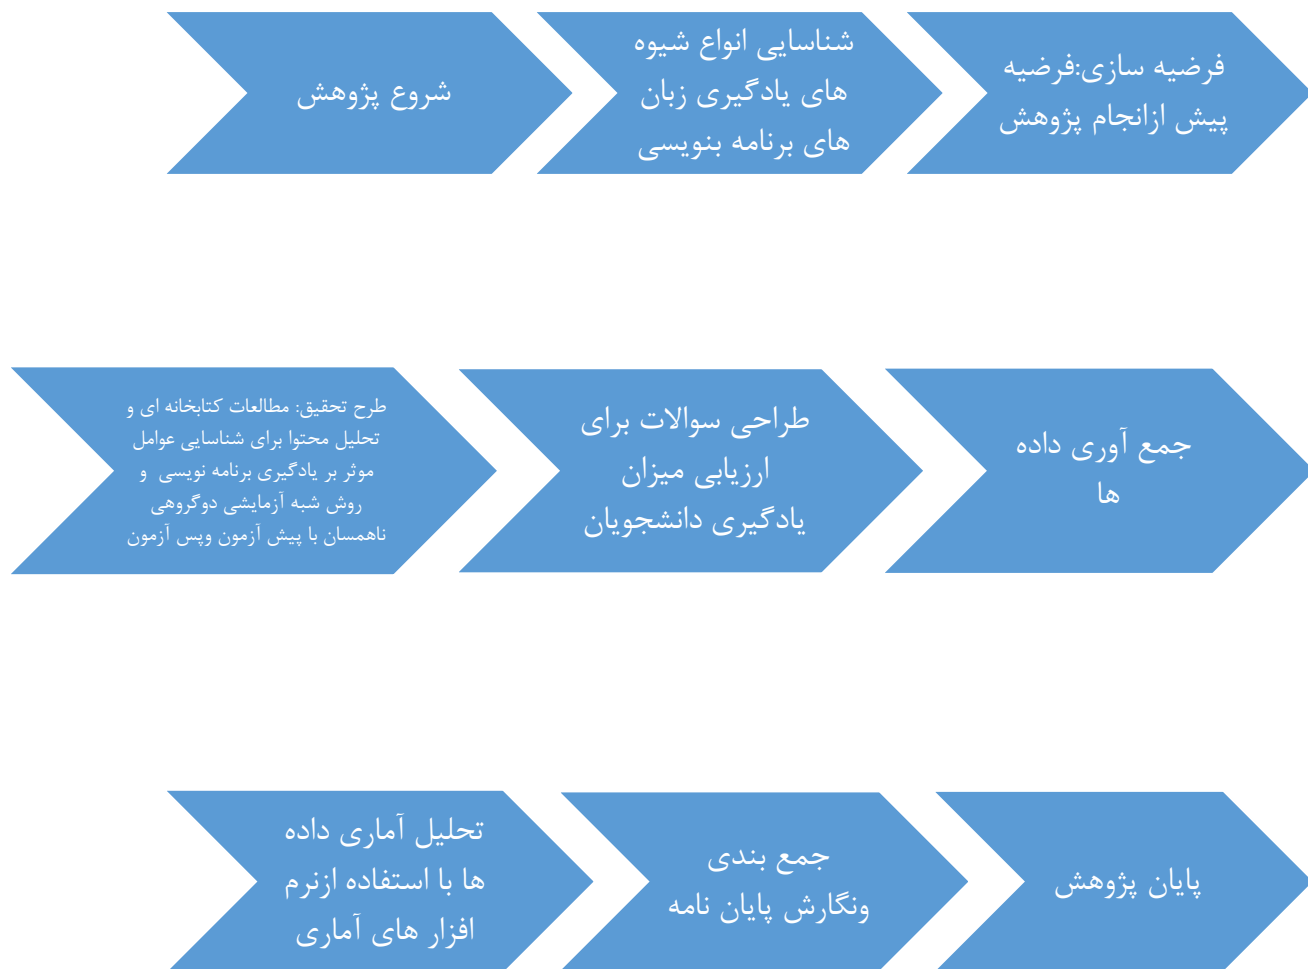 شروع پژوهش
شناسایی انواع شیوه
های یادگیری زبان
های برنامه بنویسی
فرضیه سازی:فرضیه
پیش ازانجام پژوهش
طرح تحقیق: مطالعات کتابخانه ای و
تحلیل محتوا برای شناسایی عوامل
موثر بر یادگیری برنامه نویسی و
روش شبه آزمایشی دوگروهی
ناهمسان با پیش آزمون وپس آزمون
طراحی سوالات برای
ارزیابی میزان
یادگیری دانشجویان
جمع آوری داده
ها
تحلیل آماری داده
ها با استفاده ازنرم
افزار های آماری
جمع بندی
ونگارش پایان نامه
پایان پژوهش